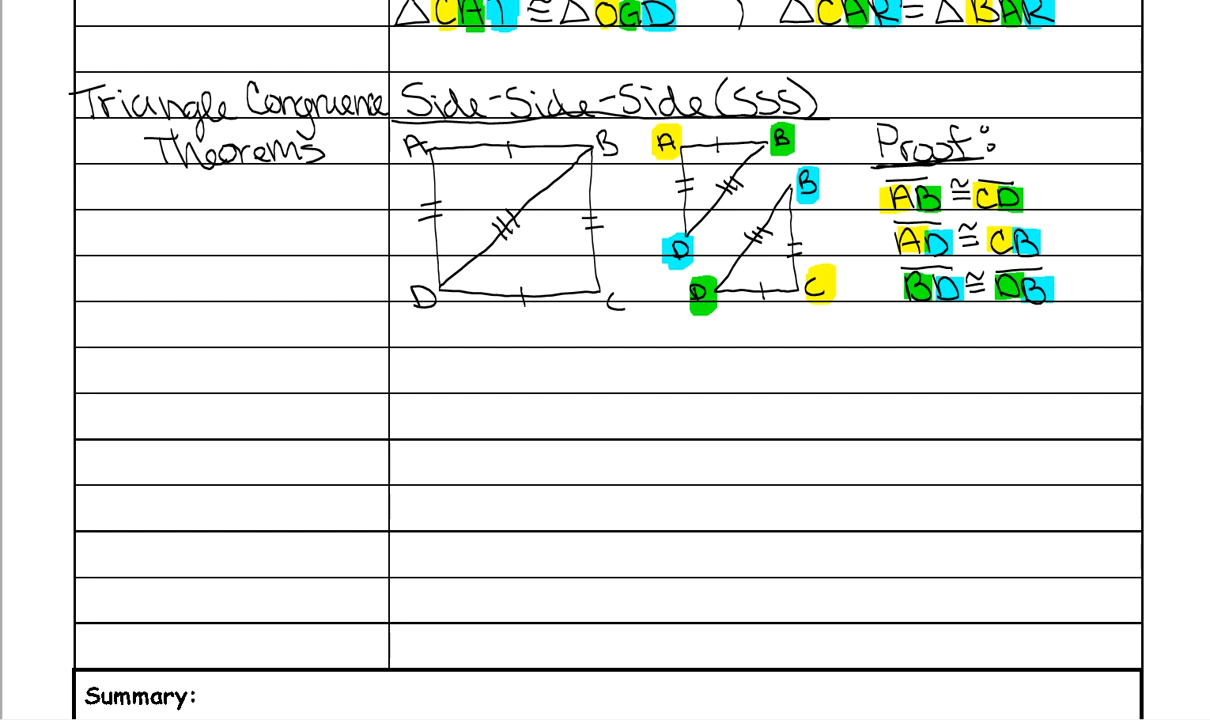 △CAT ≅ △OGD , △CAR = △BAR
Triangle Congruence
Theorems
Side-Side-Side (SSS)
A B
D C
A B
D
B
D C
Proof:
AB ≅ CD
AD ≅ CB
BD ≅ DB
Summary: